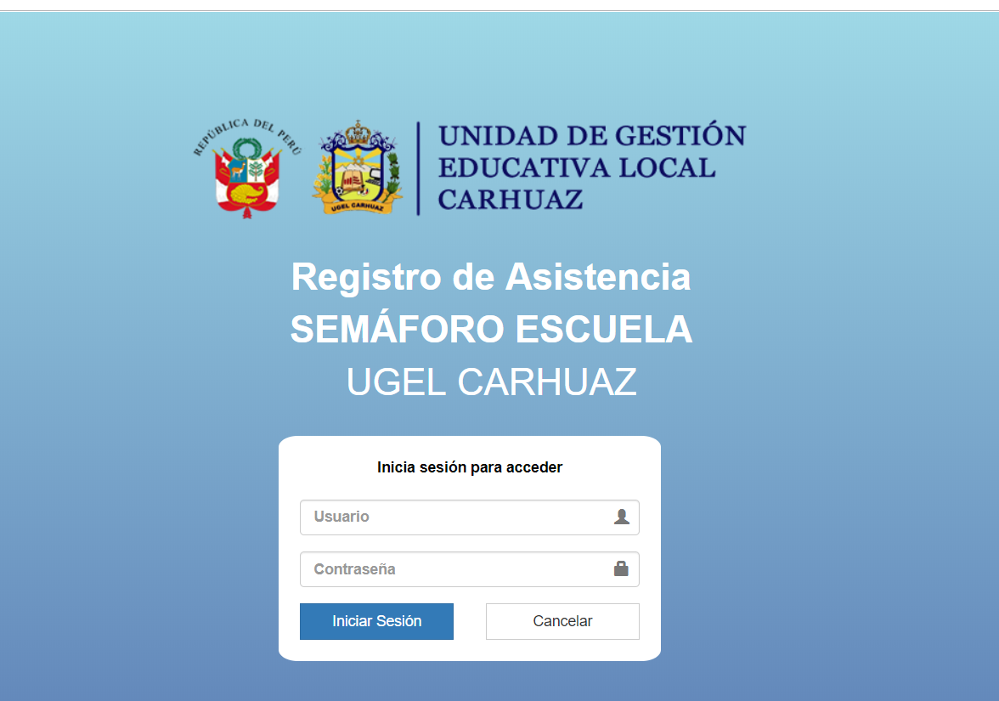 REPÚBLICA DEL PERÚ
UGEL CARHUAZ
UNIDAD DE GESTIÓN
EDUCATIVA LOCAL
CARHUAZ
Registro de Asistencia
SEMÁFORO ESCUELA
UGEL CARHUAZ
Inicia sesión para acceder
Usuario
Contraseña
Iniciar Sesión
Cancelar